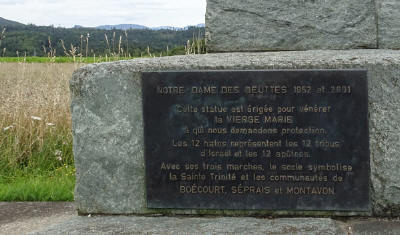 NOTRE-DAME DES BEUTTES 1952 et 2001
Cette statue est érigée pour vénérer
la VIERGE MARIE
à qui nous demandons protection.
Les 12 halos représentent les 12 tribus
d'Israël et les 12 apôtres.
Avec ses trois marches, le socle symbolise
la Sainte Trinité et les communautés de
BOÉCOURT, SÉPRAIS et MONTAVON.